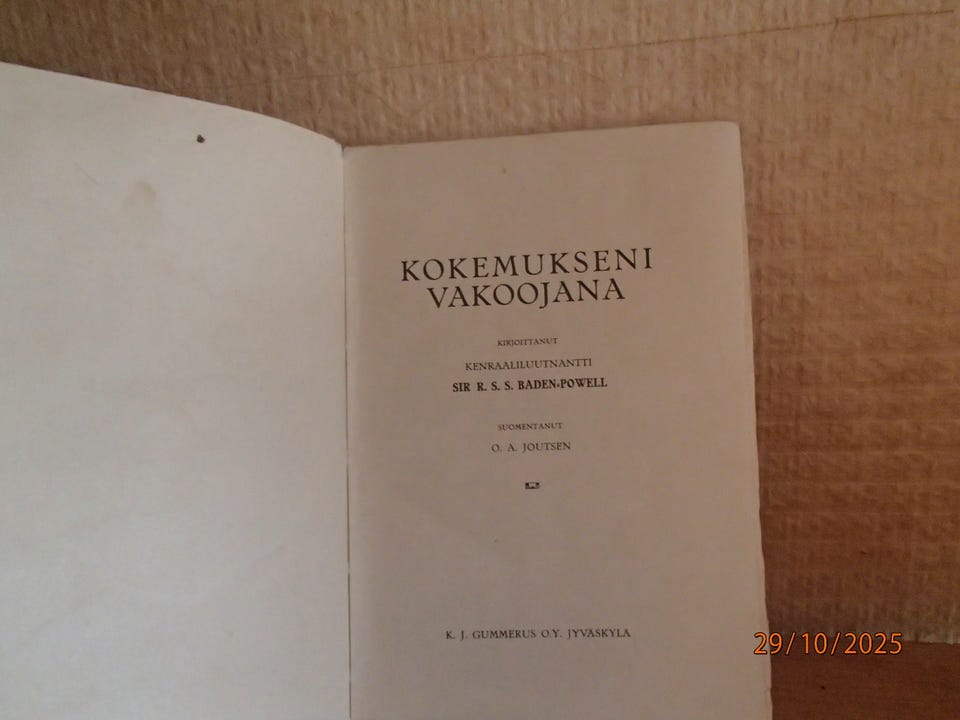 KOKEMUKSENI
VAKOOJANA
KIRJOITTANUT
KENRAALILUUTNANTTI
SIR R. S. S. BADEN-POWELL
SUOMENTANUT
O. A. JOUTSEN
K. J. GUMMERUS O.Y. JYVÄSKYLÄ
29/10/2025